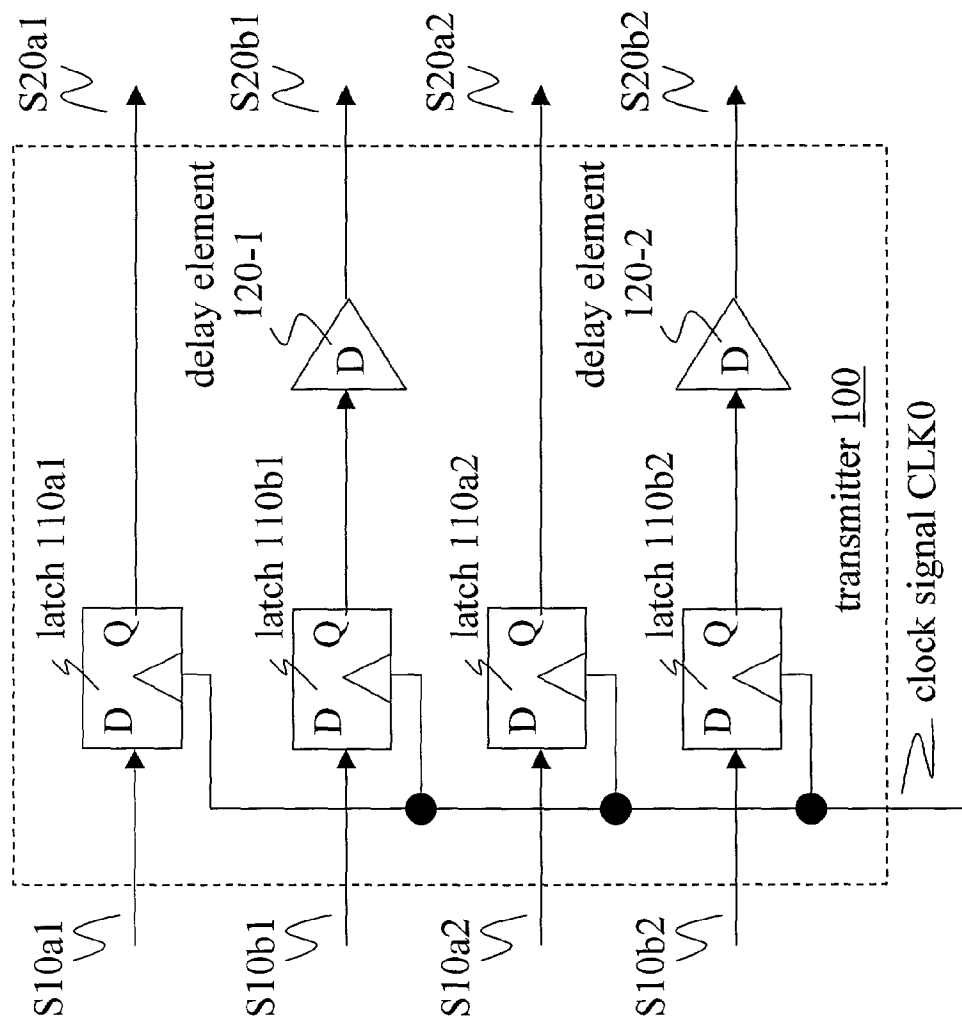 S10a1
D
Q
latch 110a1
S20a1
S10b1
D
Q
latch 110b1
D
delay element
120-1
S20b1
S10a2
D
Q
latch 110a2
S20a2
S10b2
D
Q
latch 110b2
D
delay element
120-2
S20b2
transmitter 100
clock signal CLK0